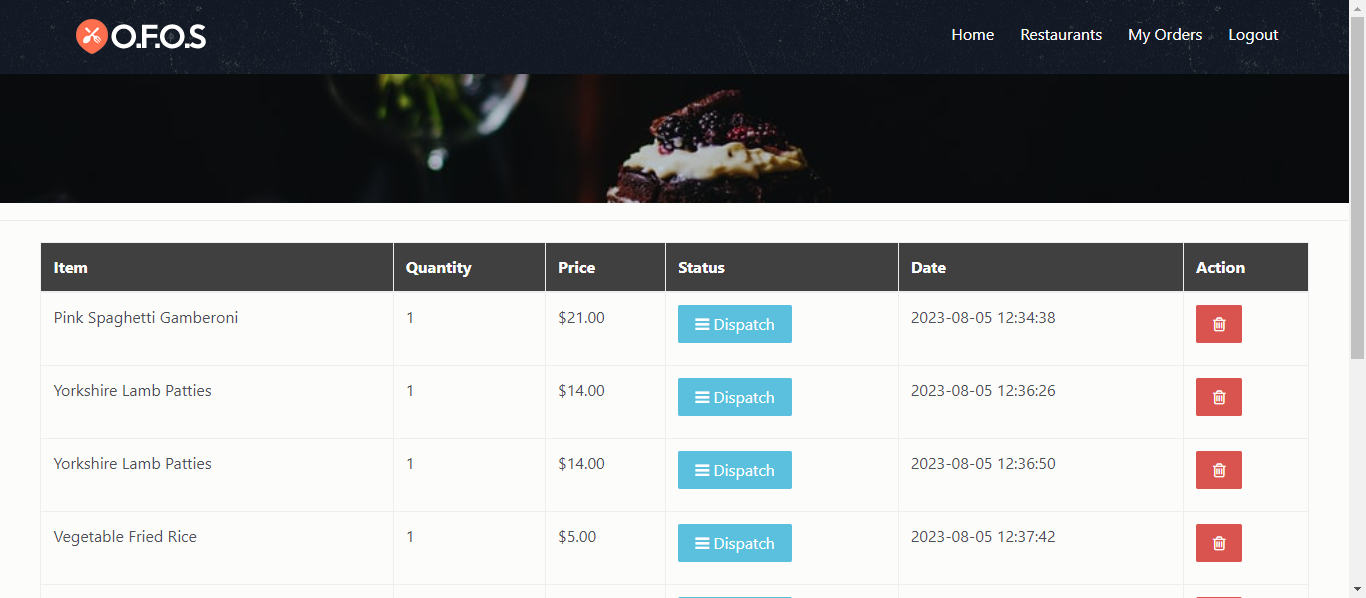 O.F.O.S Home Restaurants My Orders Logout
Item Quantity Price Status Date Action
Pink Spaghetti Gamberoni 1 $21.00 Dispatch 2023-08-05 12:34:38
Yorkshire Lamb Patties 1 $14.00 Dispatch 2023-08-05 12:36:26
Yorkshire Lamb Patties 1 $14.00 Dispatch 2023-08-05 12:36:50
Vegetable Fried Rice 1 $5.00 Dispatch 2023-08-05 12:37:42